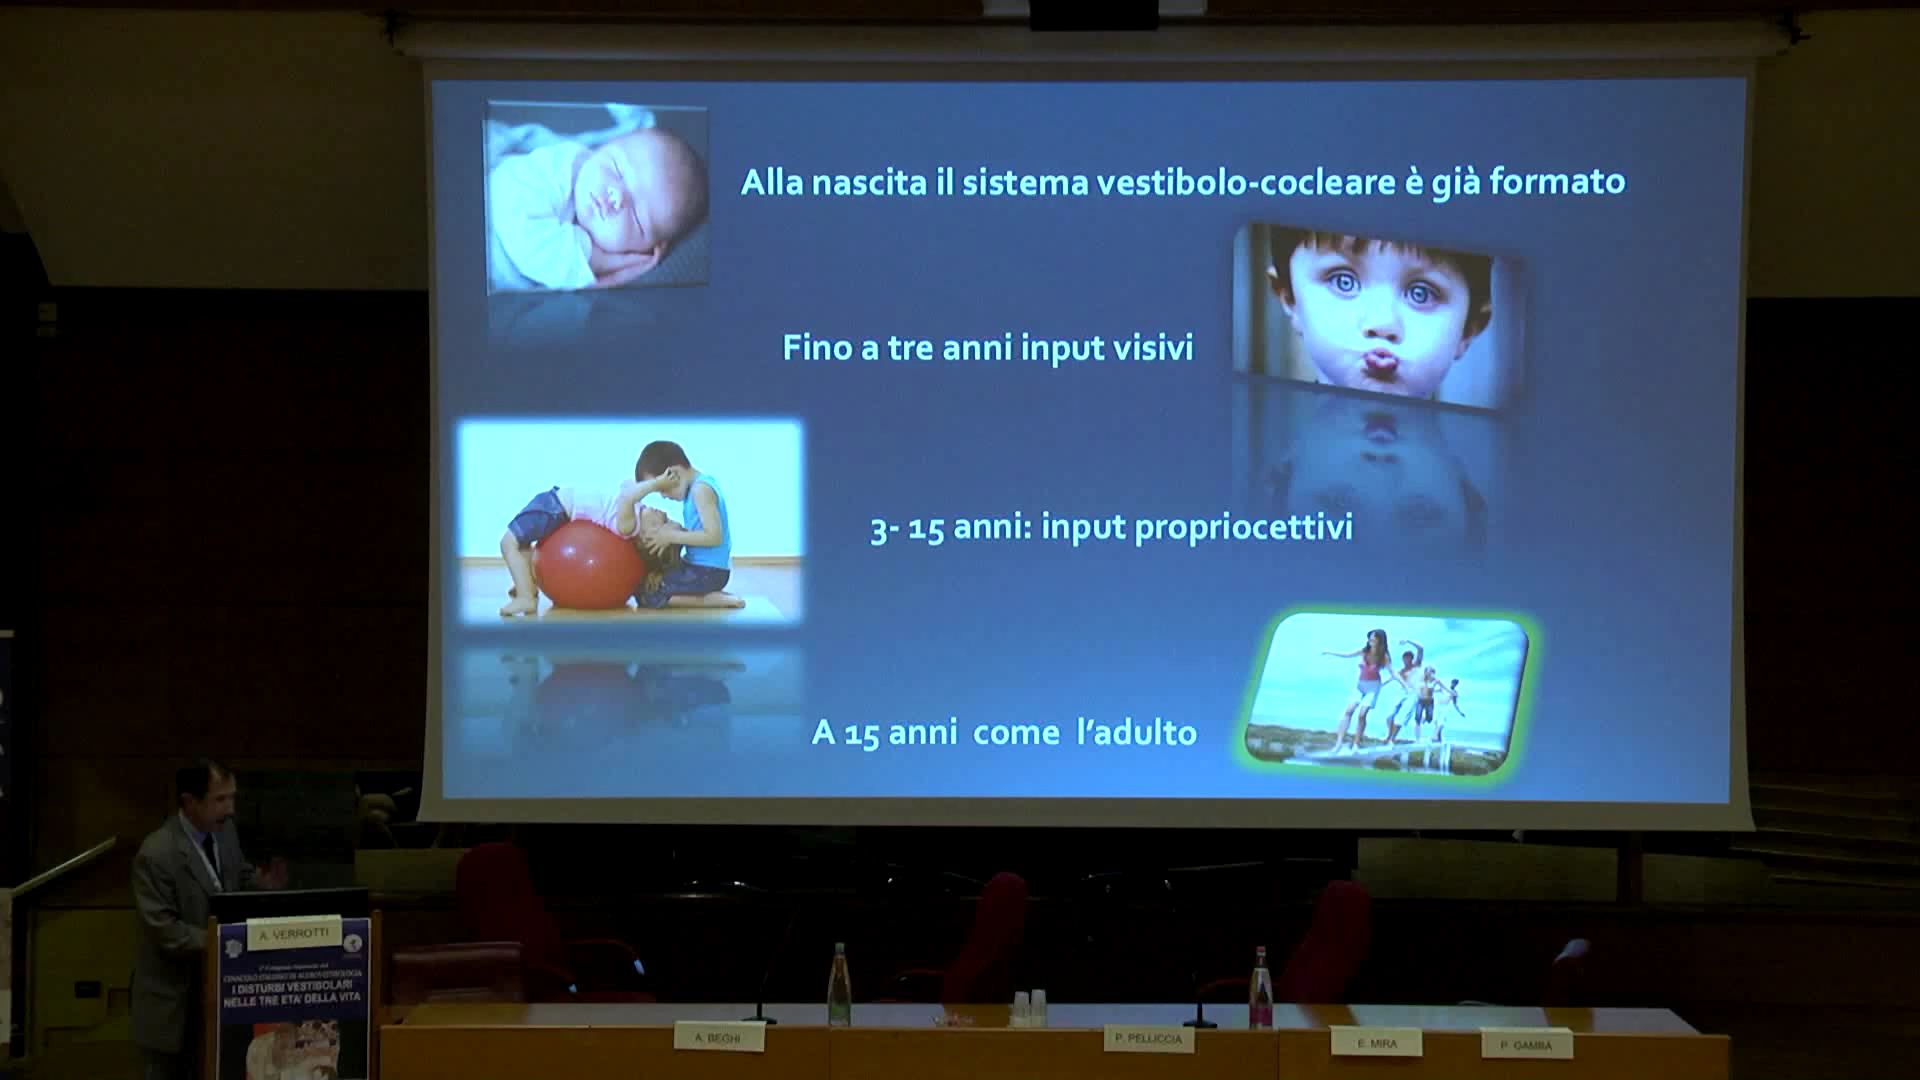 Alla nascita il sistema vestibolo-cocleare è già formato
Fino a tre anni input visivi
3- 15 anni: input propriocettivi
A 15 anni come l'adulto
A. VERROTTI
I DISTURBI VESTIBOLARI
NELLE TRE ETA' DELLA VITA
A. BEGHI
P. PELLICCIA
E. MIRA
P. GAMBA